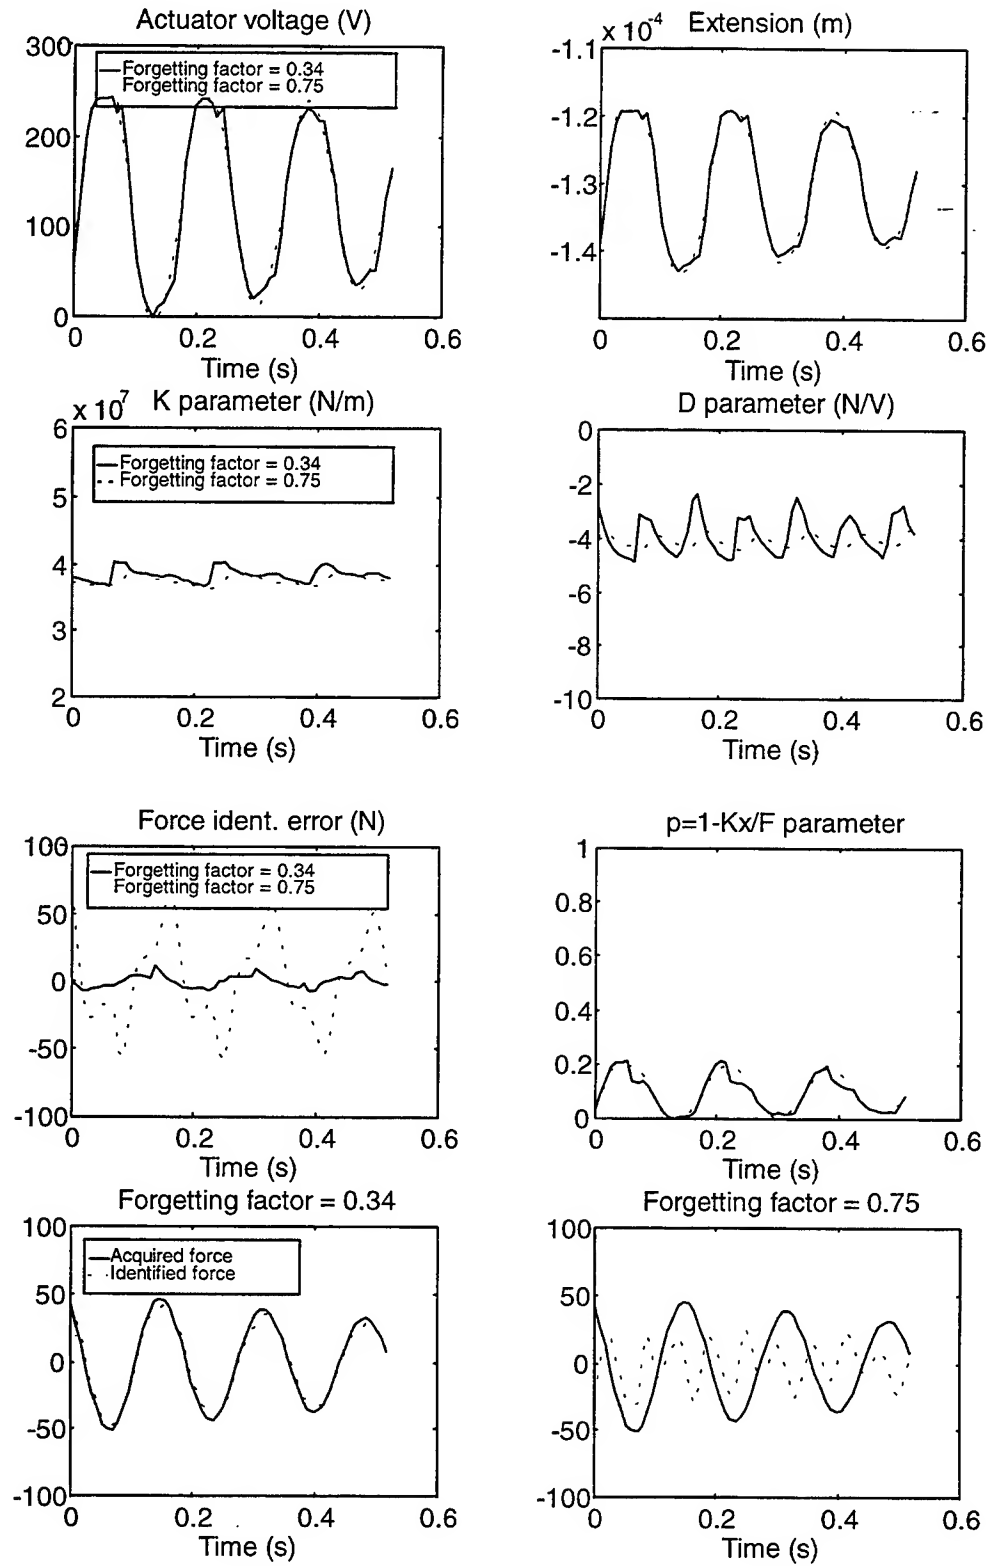 Actuator voltage (V)
300
200
100
0
Forgetting factor = 0.34
Forgetting factor = 0.75
0 0.2 0.4 0.6
Time (s)
x 10^-4 Extension (m)
-1.1
-1.2
-1.3
-1.4
0 0.2 0.4 0.6
Time (s)
x 10^7 K parameter (N/m)
6
5
4
3
2
Forgetting factor = 0.34
Forgetting factor = 0.75
0 0.2 0.4 0.6
Time (s)
D parameter (N/V)
0
-2
-4
-6
-8
-10
0 0.2 0.4 0.6
Time (s)
Force ident. error (N)
100
50
0
-50
-100
Forgetting factor = 0.34
Forgetting factor = 0.75
0 0.2 0.4 0.6
Time (s)
p=1-Kx/F parameter
1
0.8
0.6
0.4
0.2
0
0 0.2 0.4 0.6
Time (s)
Forgetting factor = 0.34
100
50
0
-50
-100
Acquired force
Identified force
0 0.2 0.4 0.6
Time (s)
Forgetting factor = 0.75
100
50
0
-50
-100
0 0.2 0.4 0.6
Time (s)